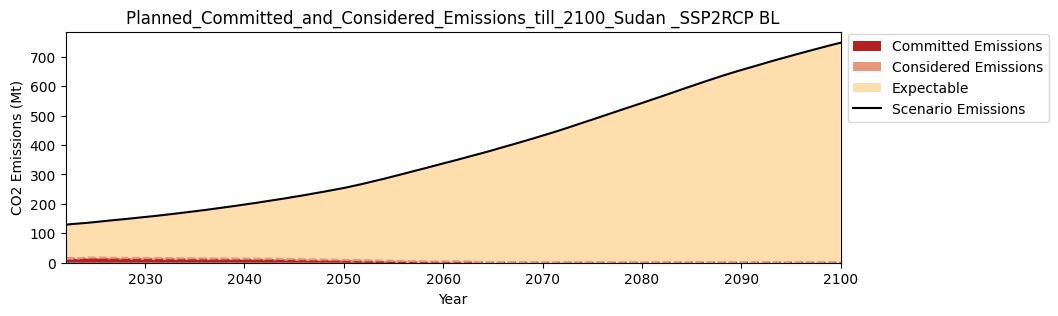 Planned_Committed_and_Considered_Emissions_till_2100_Sudan _SSP2RCP BL
700
600
500
400
300
200
100
0
CO2 Emissions (Mt)
2030 2040 2050 2060 2070 2080 2090 2100
Year
Committed Emissions
Considered Emissions
Expectable
Scenario Emissions